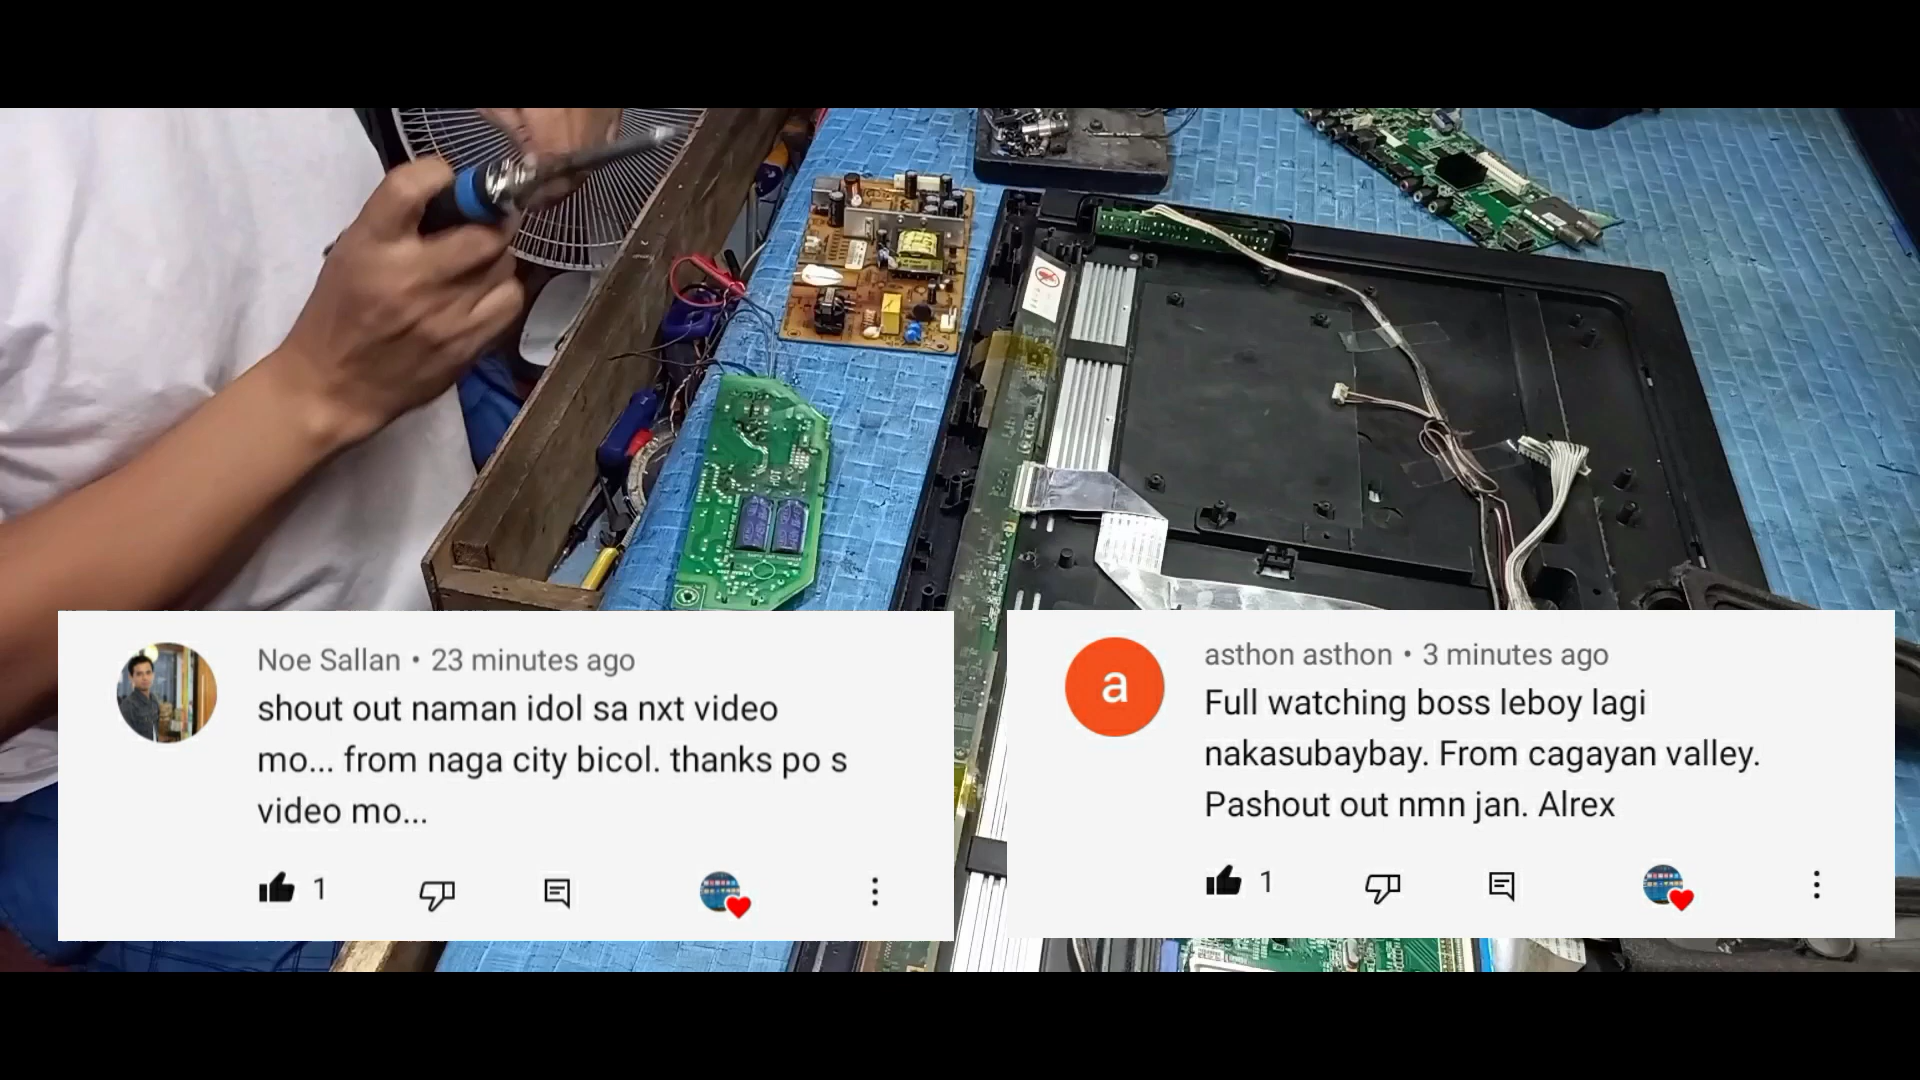 Noe Sallan • 23 minutes ago
shout out naman idol sa nxt video
mo... from naga city bicol. thanks po s
video mo...
1
asthon asthon • 3 minutes ago
Full watching boss leboy lagi
nakasubaybay. From cagayan valley.
Pashout out nmn jan. Alrex
1
a
HOT